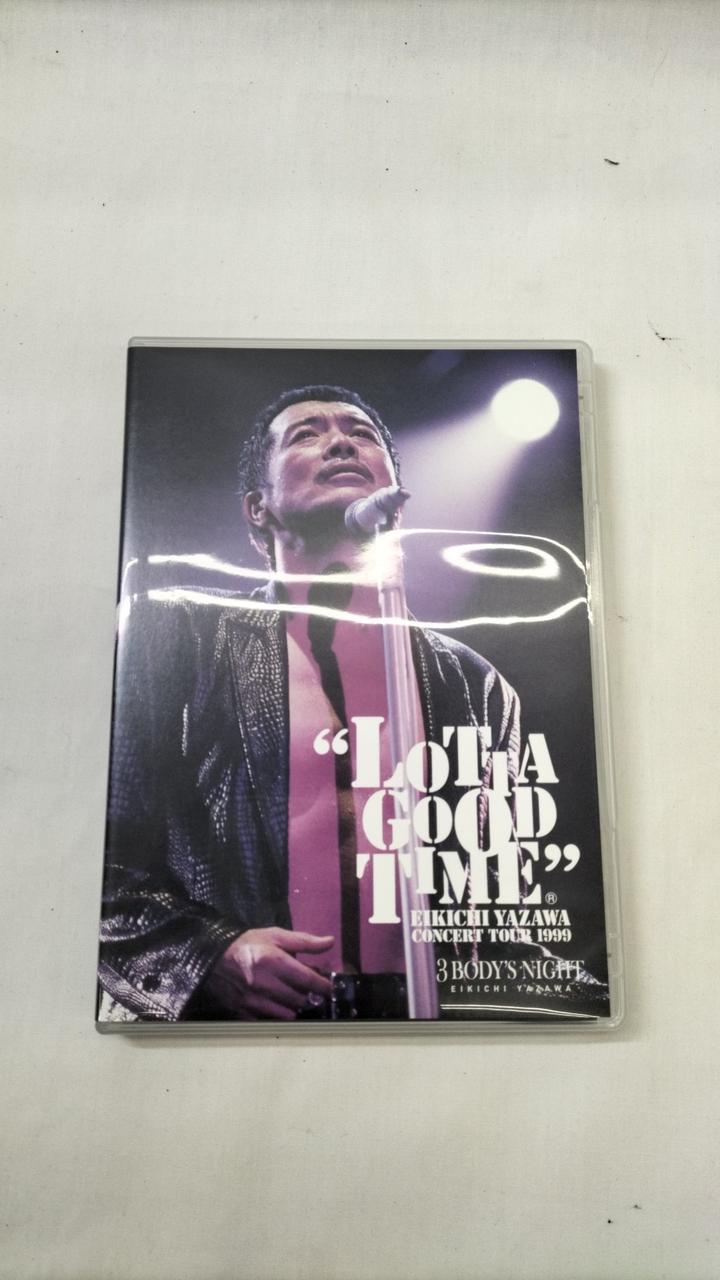 “LOTTA
GOOD
TIME”®
EIKICHI YAZAWA
CONCERT TOUR 1999
3 BODY'S NIGHT
EIKICHI YAZAWA